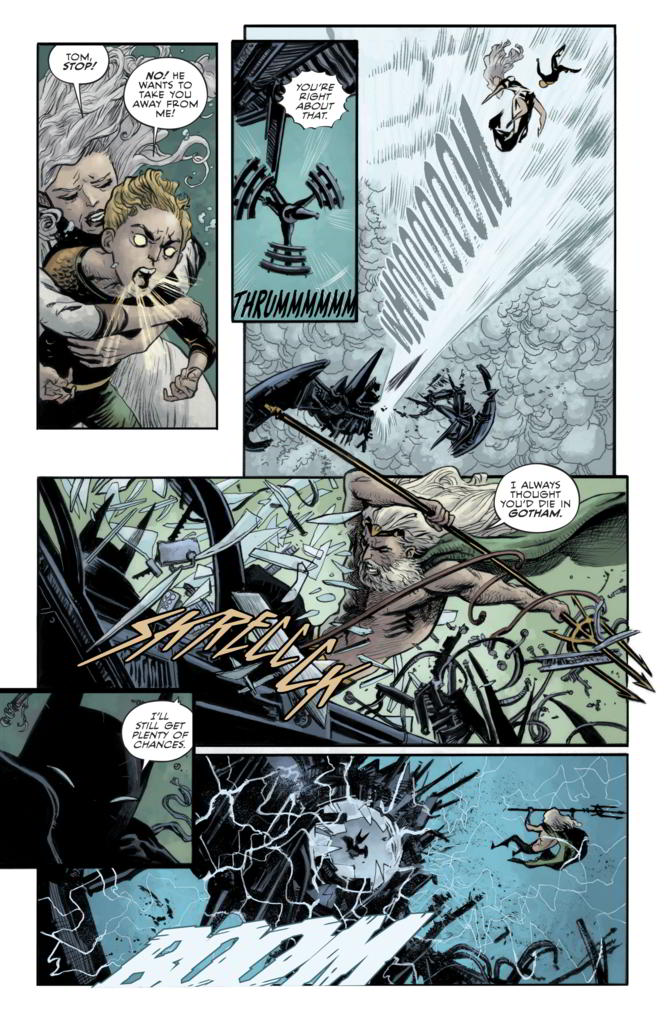 TOM,
STOP!
NO! HE
WANTS TO
TAKE YOU
AWAY FROM
ME!
YOU'RE
RIGHT
ABOUT
THAT.
THRUMMMMMM
WHOOOOOOOM
I ALWAYS
THOUGHT
YOU'D DIE IN
GOTHAM.
SKRECCCK
I'LL
STILL GET
PLENTY OF
CHANCES.
BOOM